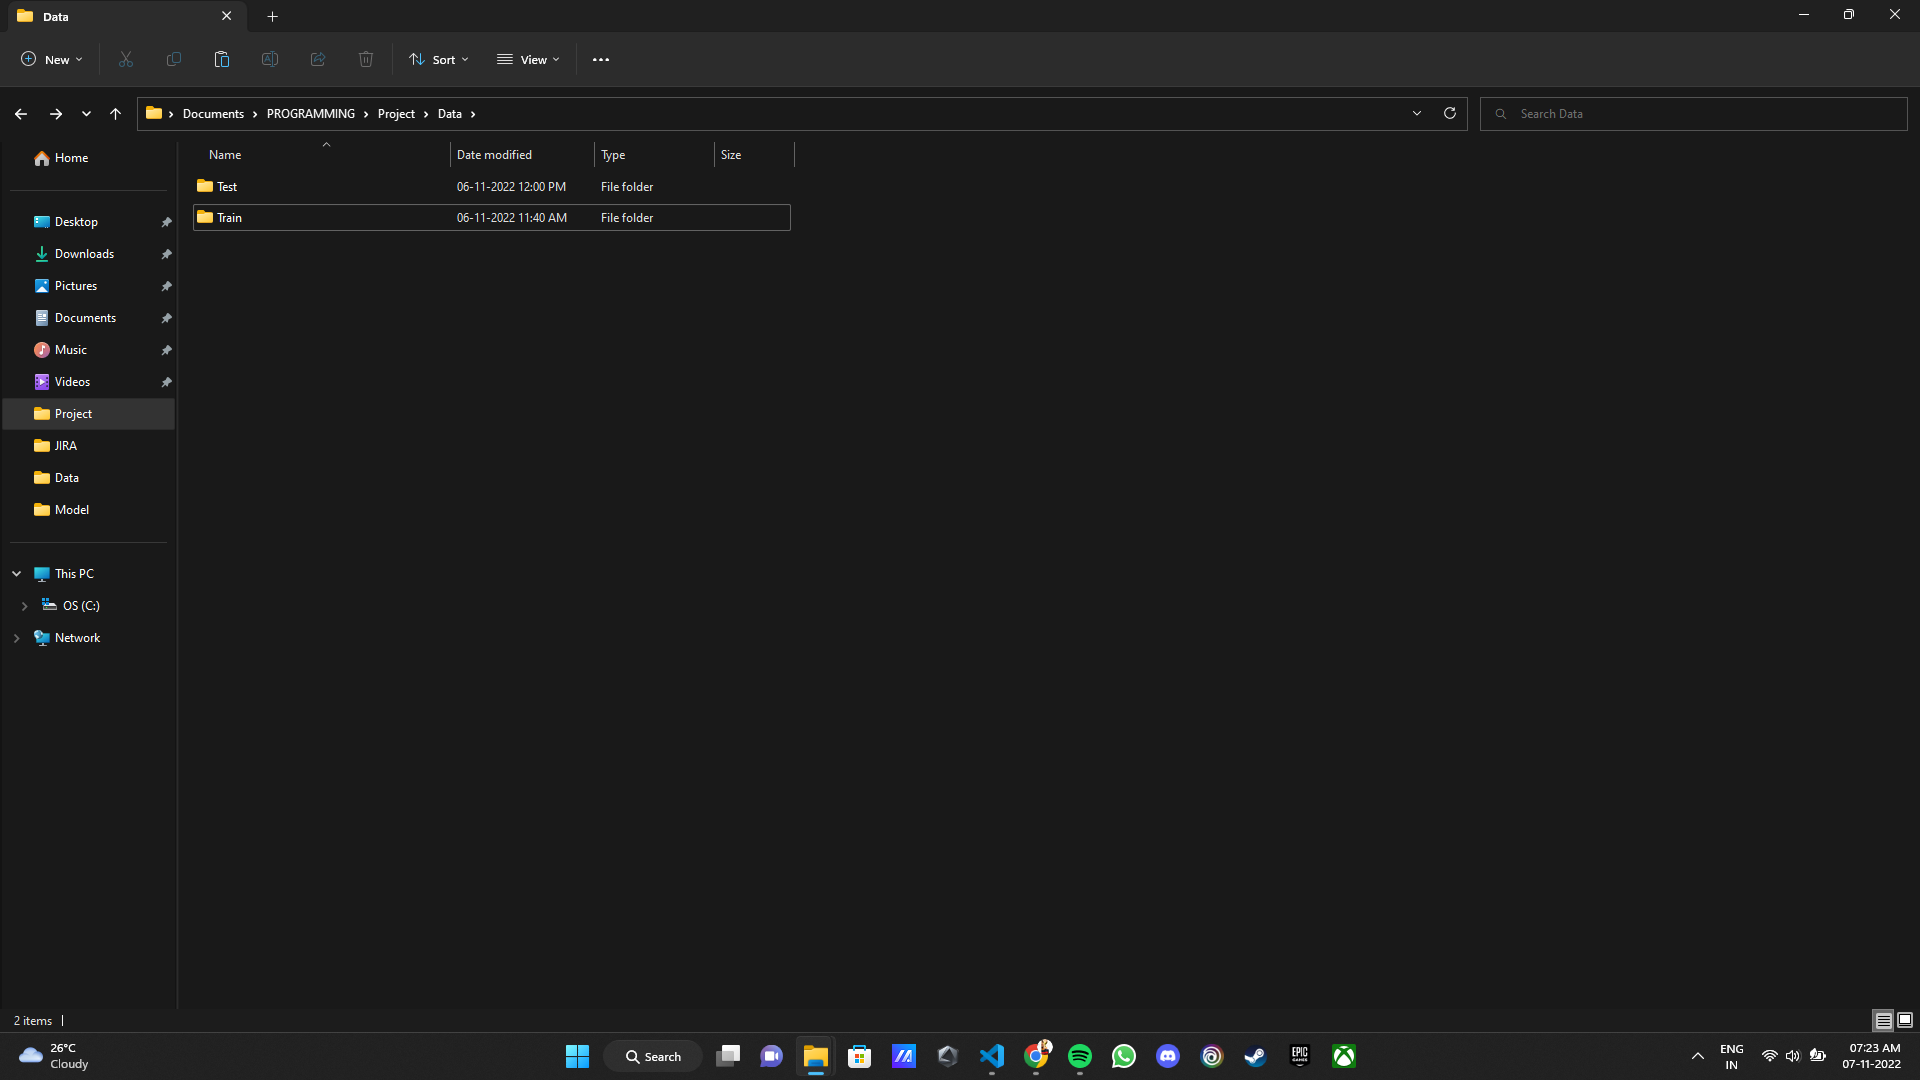 Data
New
Sort
View
Documents
PROGRAMMING
Project
Data
Search Data
Home
Desktop
Downloads
Pictures
Documents
Music
Videos
Project
JIRA
Data
Model
This PC
OS (C:)
Network
Name Date modified Type Size
Test 06-11-2022 12:00 PM File folder
Train 06-11-2022 11:40 AM File folder
2 items
26°C
Cloudy
Search
EPIC
GAMES
ENG
IN
07:23 AM
07-11-2022